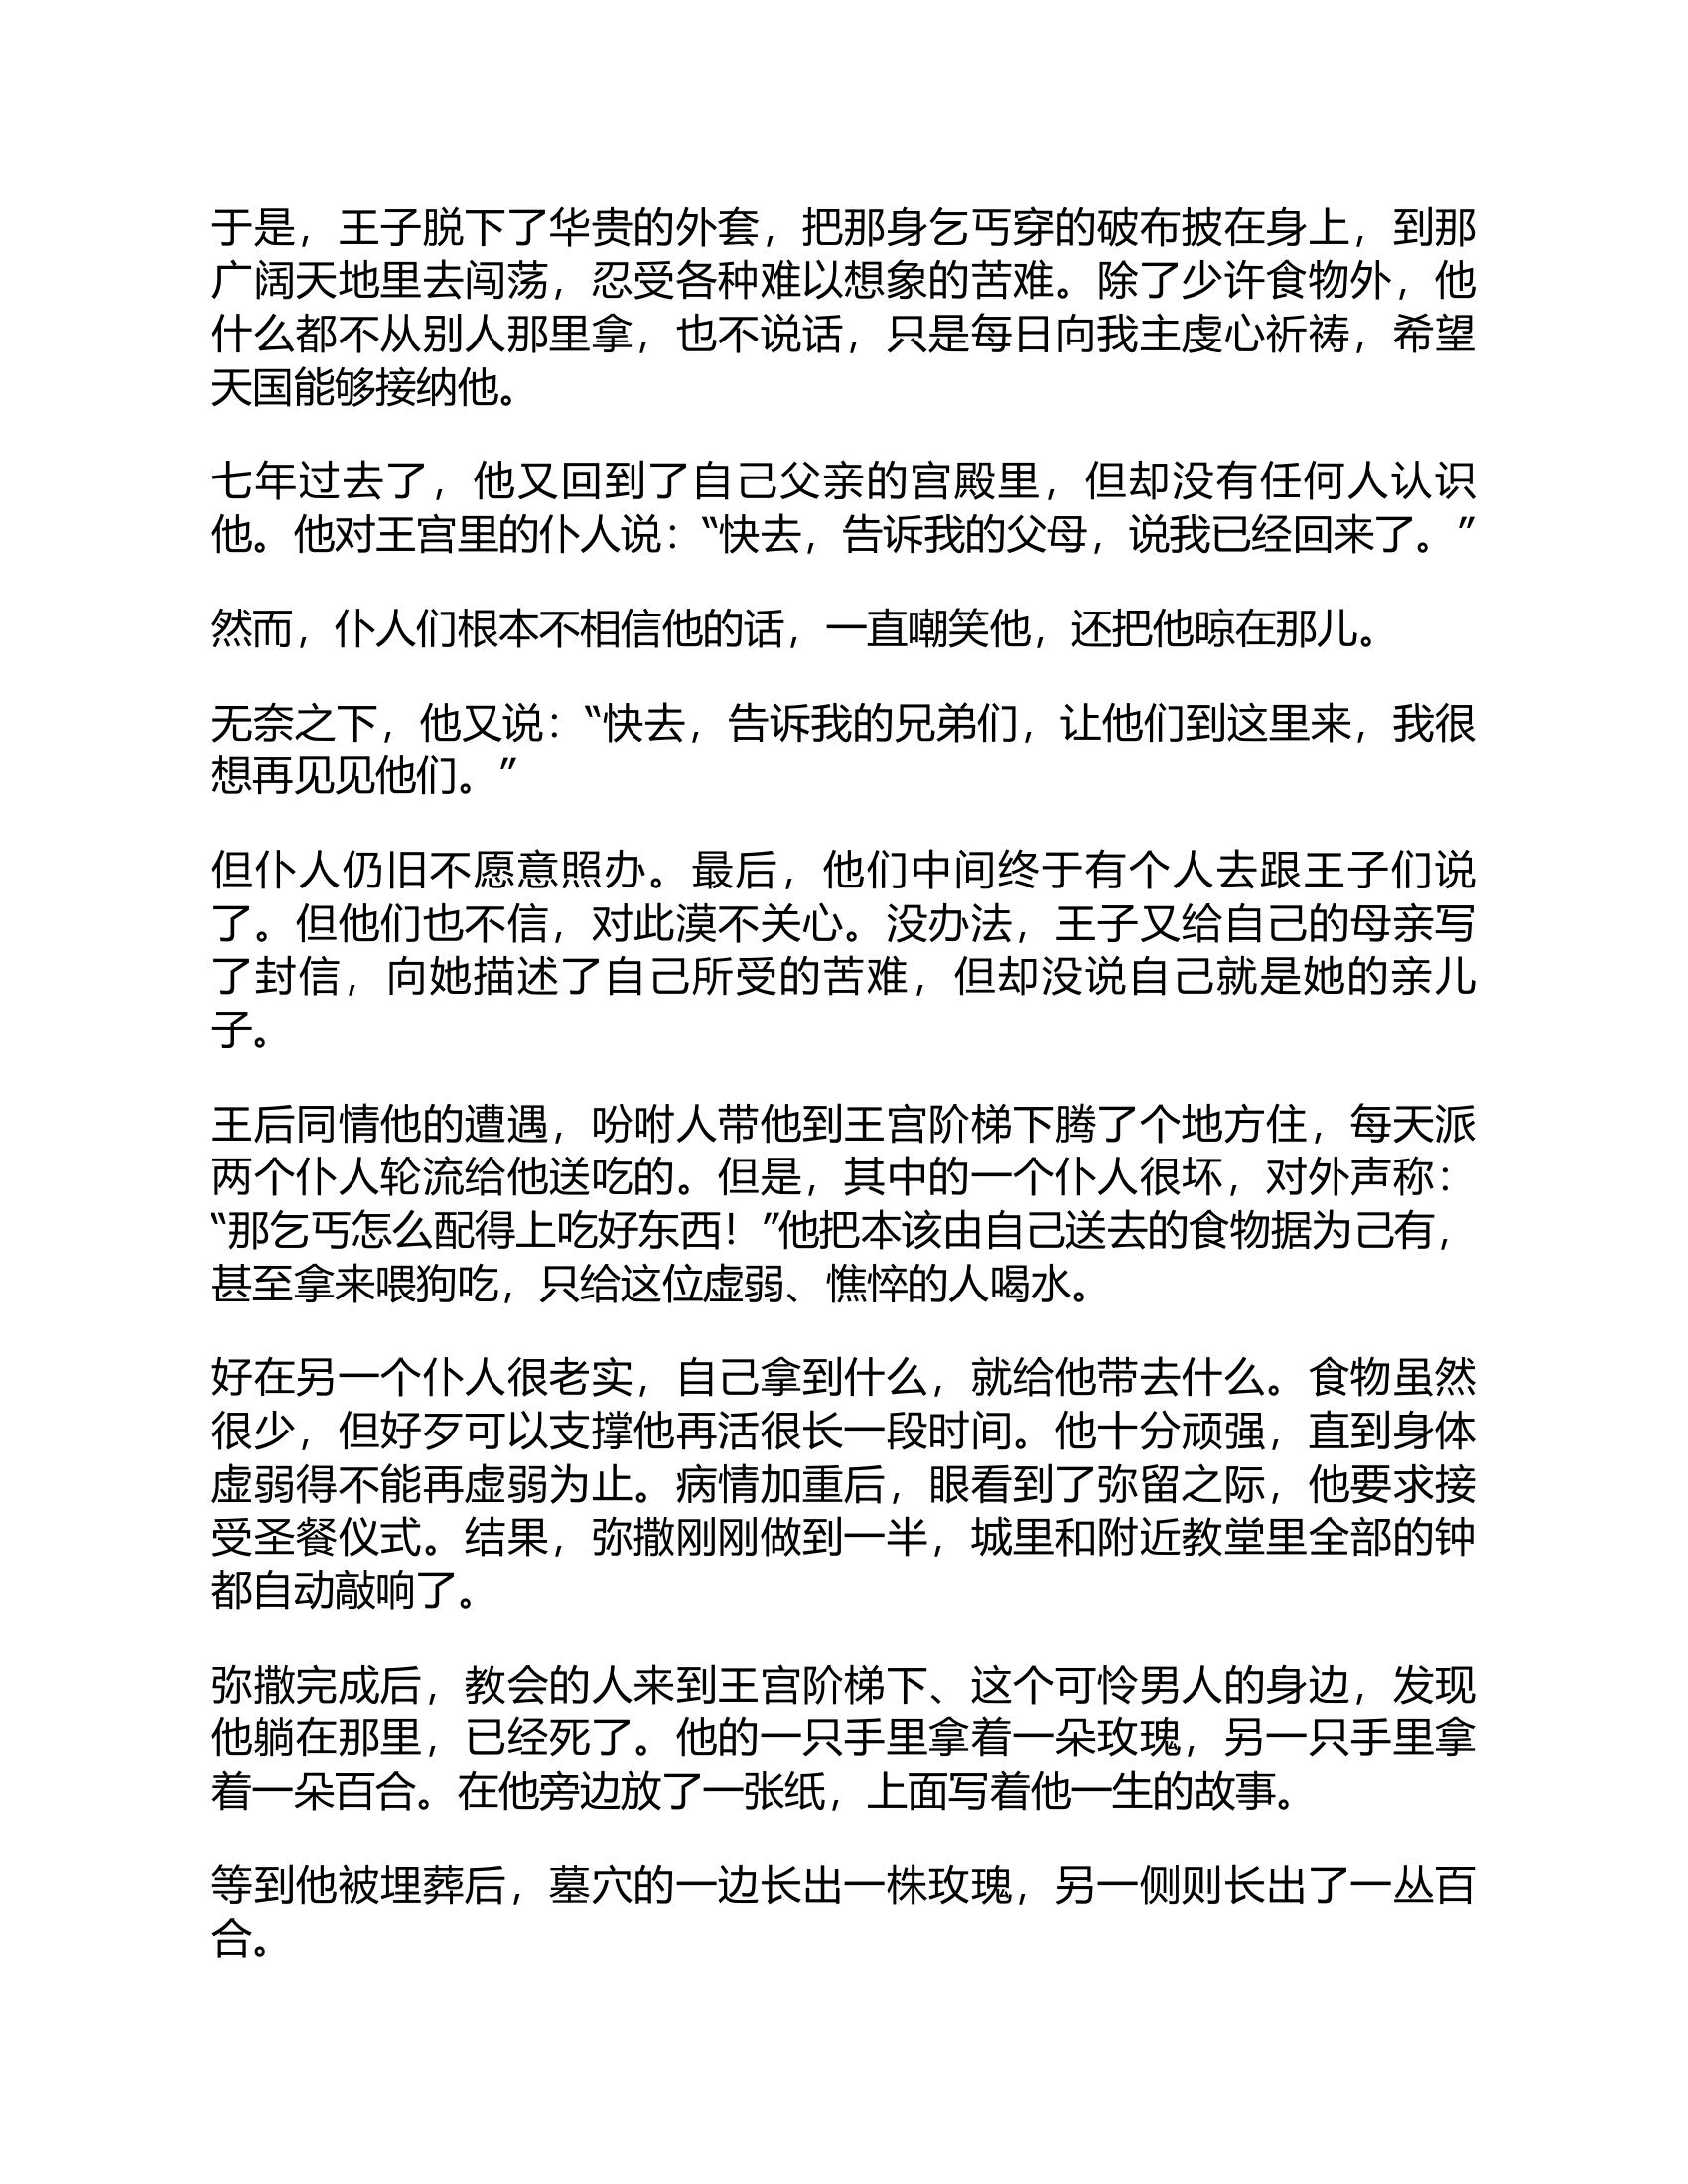 于是，王子脱下了华贵的外套，把那身乞丐穿的破布披在身上，到那
广阔天地里去闯荡，忍受各种难以想象的苦难。除了少许食物外，他
什么都不从别人那里拿，也不说话，只是每日向我主虔心祈祷，希望
天国能够接纳他。
七年过去了，他又回到了自己父亲的宫殿里，但却没有任何人认识
他。他对王宫里的仆人说：“快去，告诉我的父母，说我已经回来了。”
然而，仆人们根本不相信他的话，一直嘲笑他，还把他晾在那儿。
无奈之下，他又说：“快去，告诉我的兄弟们，让他们到这里来，我很
想再见见他们。”
但仆人仍旧不愿意照办。最后，他们中间终于有个人去跟王子们说
了。但他们也不信，对此漠不关心。没办法，王子又给自己的母亲写
了封信，向她描述了自己所受的苦难，但却没说自己就是她的亲儿
子。
王后同情他的遭遇，吩咐人带他到王宫阶梯下腾了个地方住，每天派
两个仆人轮流给他送吃的。但是，其中的一个仆人很坏，对外声称：
“那乞丐怎么配得上吃好东西！”他把本该由自己送去的食物据为己有，
甚至拿来喂狗吃，只给这位虚弱、憔悴的人喝水。
好在另一个仆人很老实，自己拿到什么，就给他带去什么。食物虽然
很少，但好歹可以支撑他再活很长一段时间。他十分顽强，直到身体
虚弱得不能再虚弱为止。病情加重后，眼看到了弥留之际，他要求接
受圣餐仪式。结果，弥撒刚刚做到一半，城里和附近教堂里全部的钟
都自动敲响了。
弥撒完成后，教会的人来到王宫阶梯下、这个可怜男人的身边，发现
他躺在那里，已经死了。他的一只手里拿着一朵玫瑰，另一只手里拿
着一朵百合。在他旁边放了一张纸，上面写着他一生的故事。
等到他被埋葬后，墓穴的一边长出一株玫瑰，另一侧则长出了一丛百
合。